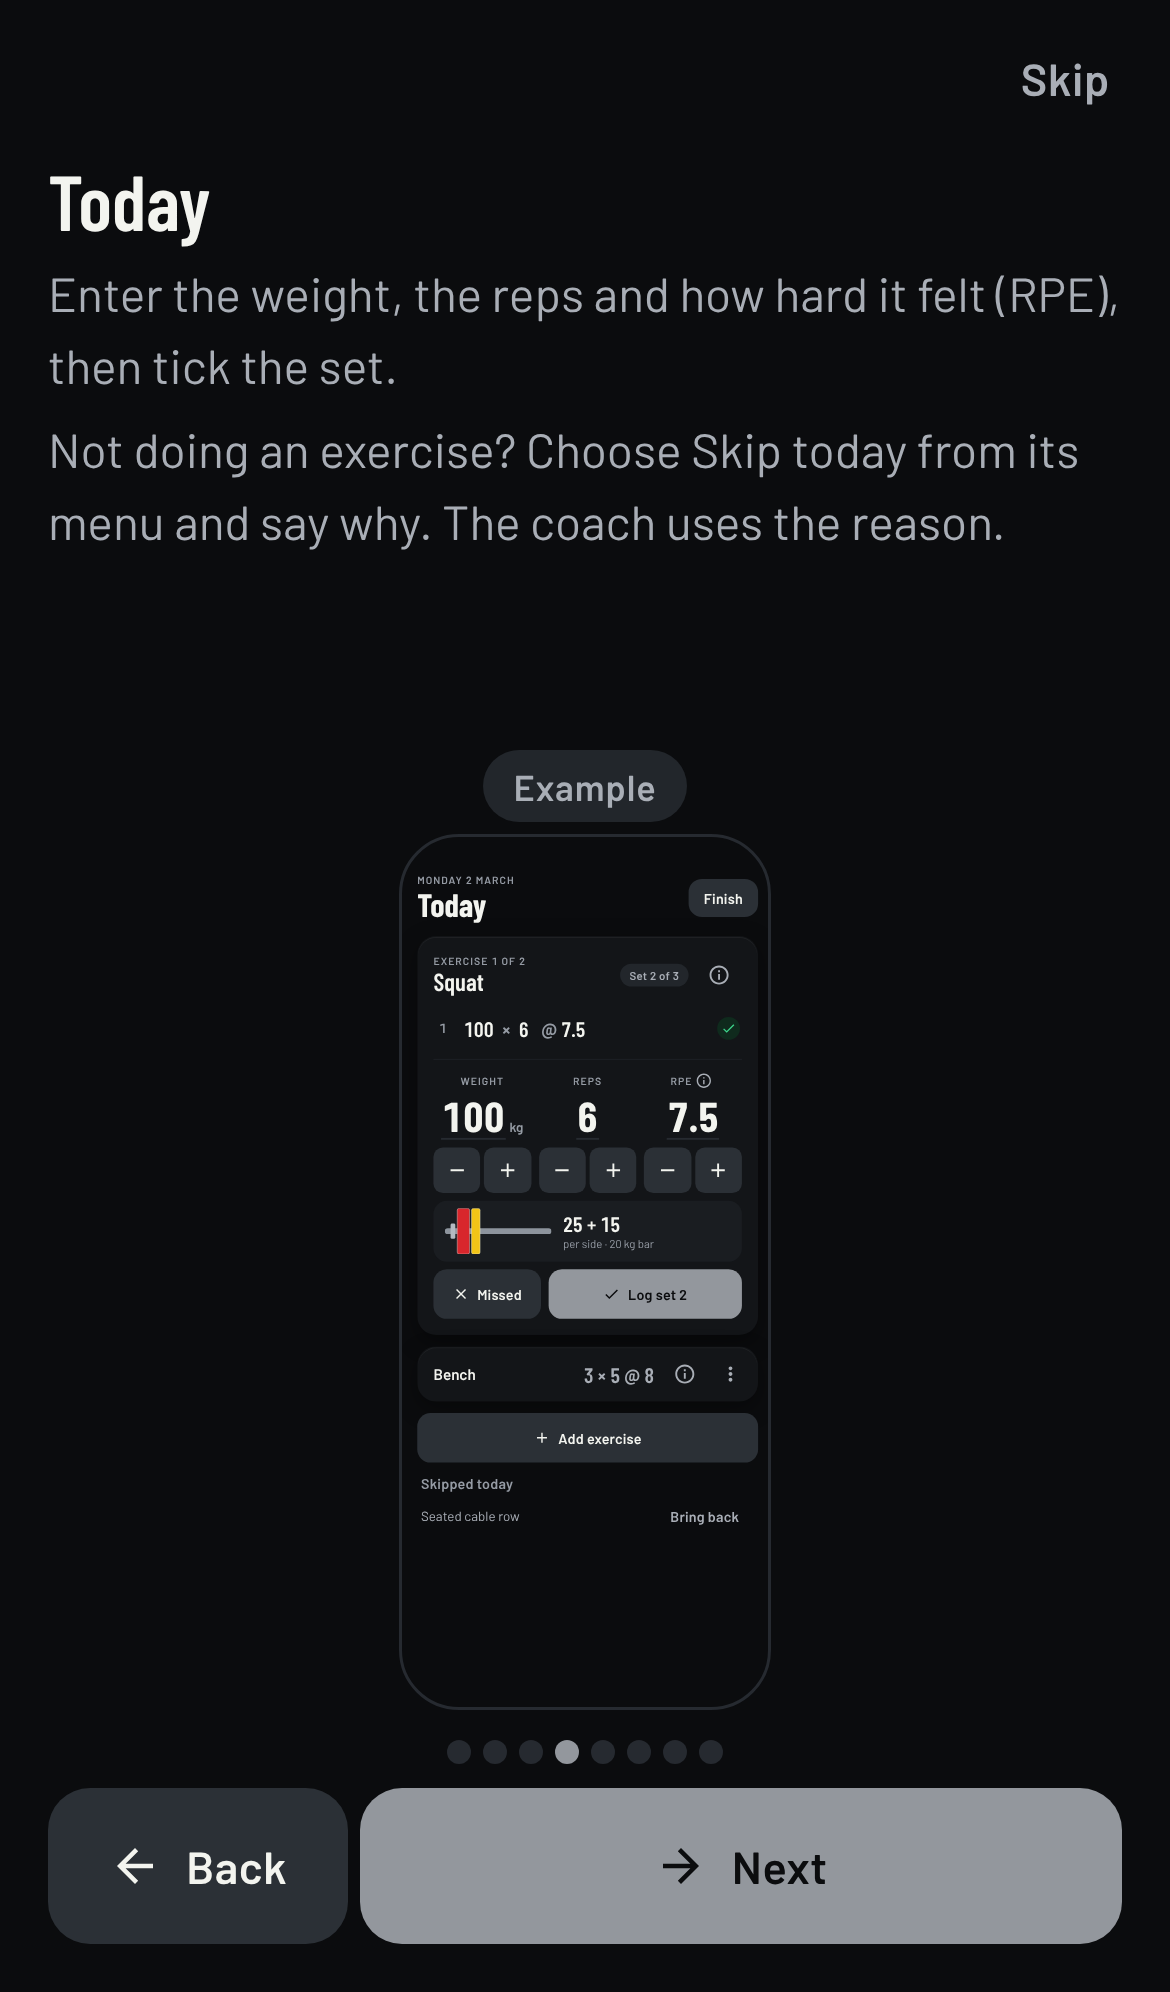 Skip
Today
Enter the weight, the reps and how hard it felt (RPE),
then tick the set.
Not doing an exercise? Choose Skip today from its
menu and say why. The coach uses the reason.
Example
MONDAY 2 MARCH
Today
Finish
EXERCISE 1 OF 2
Squat
Set 2 of 3
1 100 × 6 @ 7.5
WEIGHT REPS RPE
100 kg 6 7.5
25 + 15
per side · 20 kg bar
Missed
Log set 2
Bench 3 × 5 @ 8
Add exercise
Skipped today
Seated cable row Bring back
Back
Next